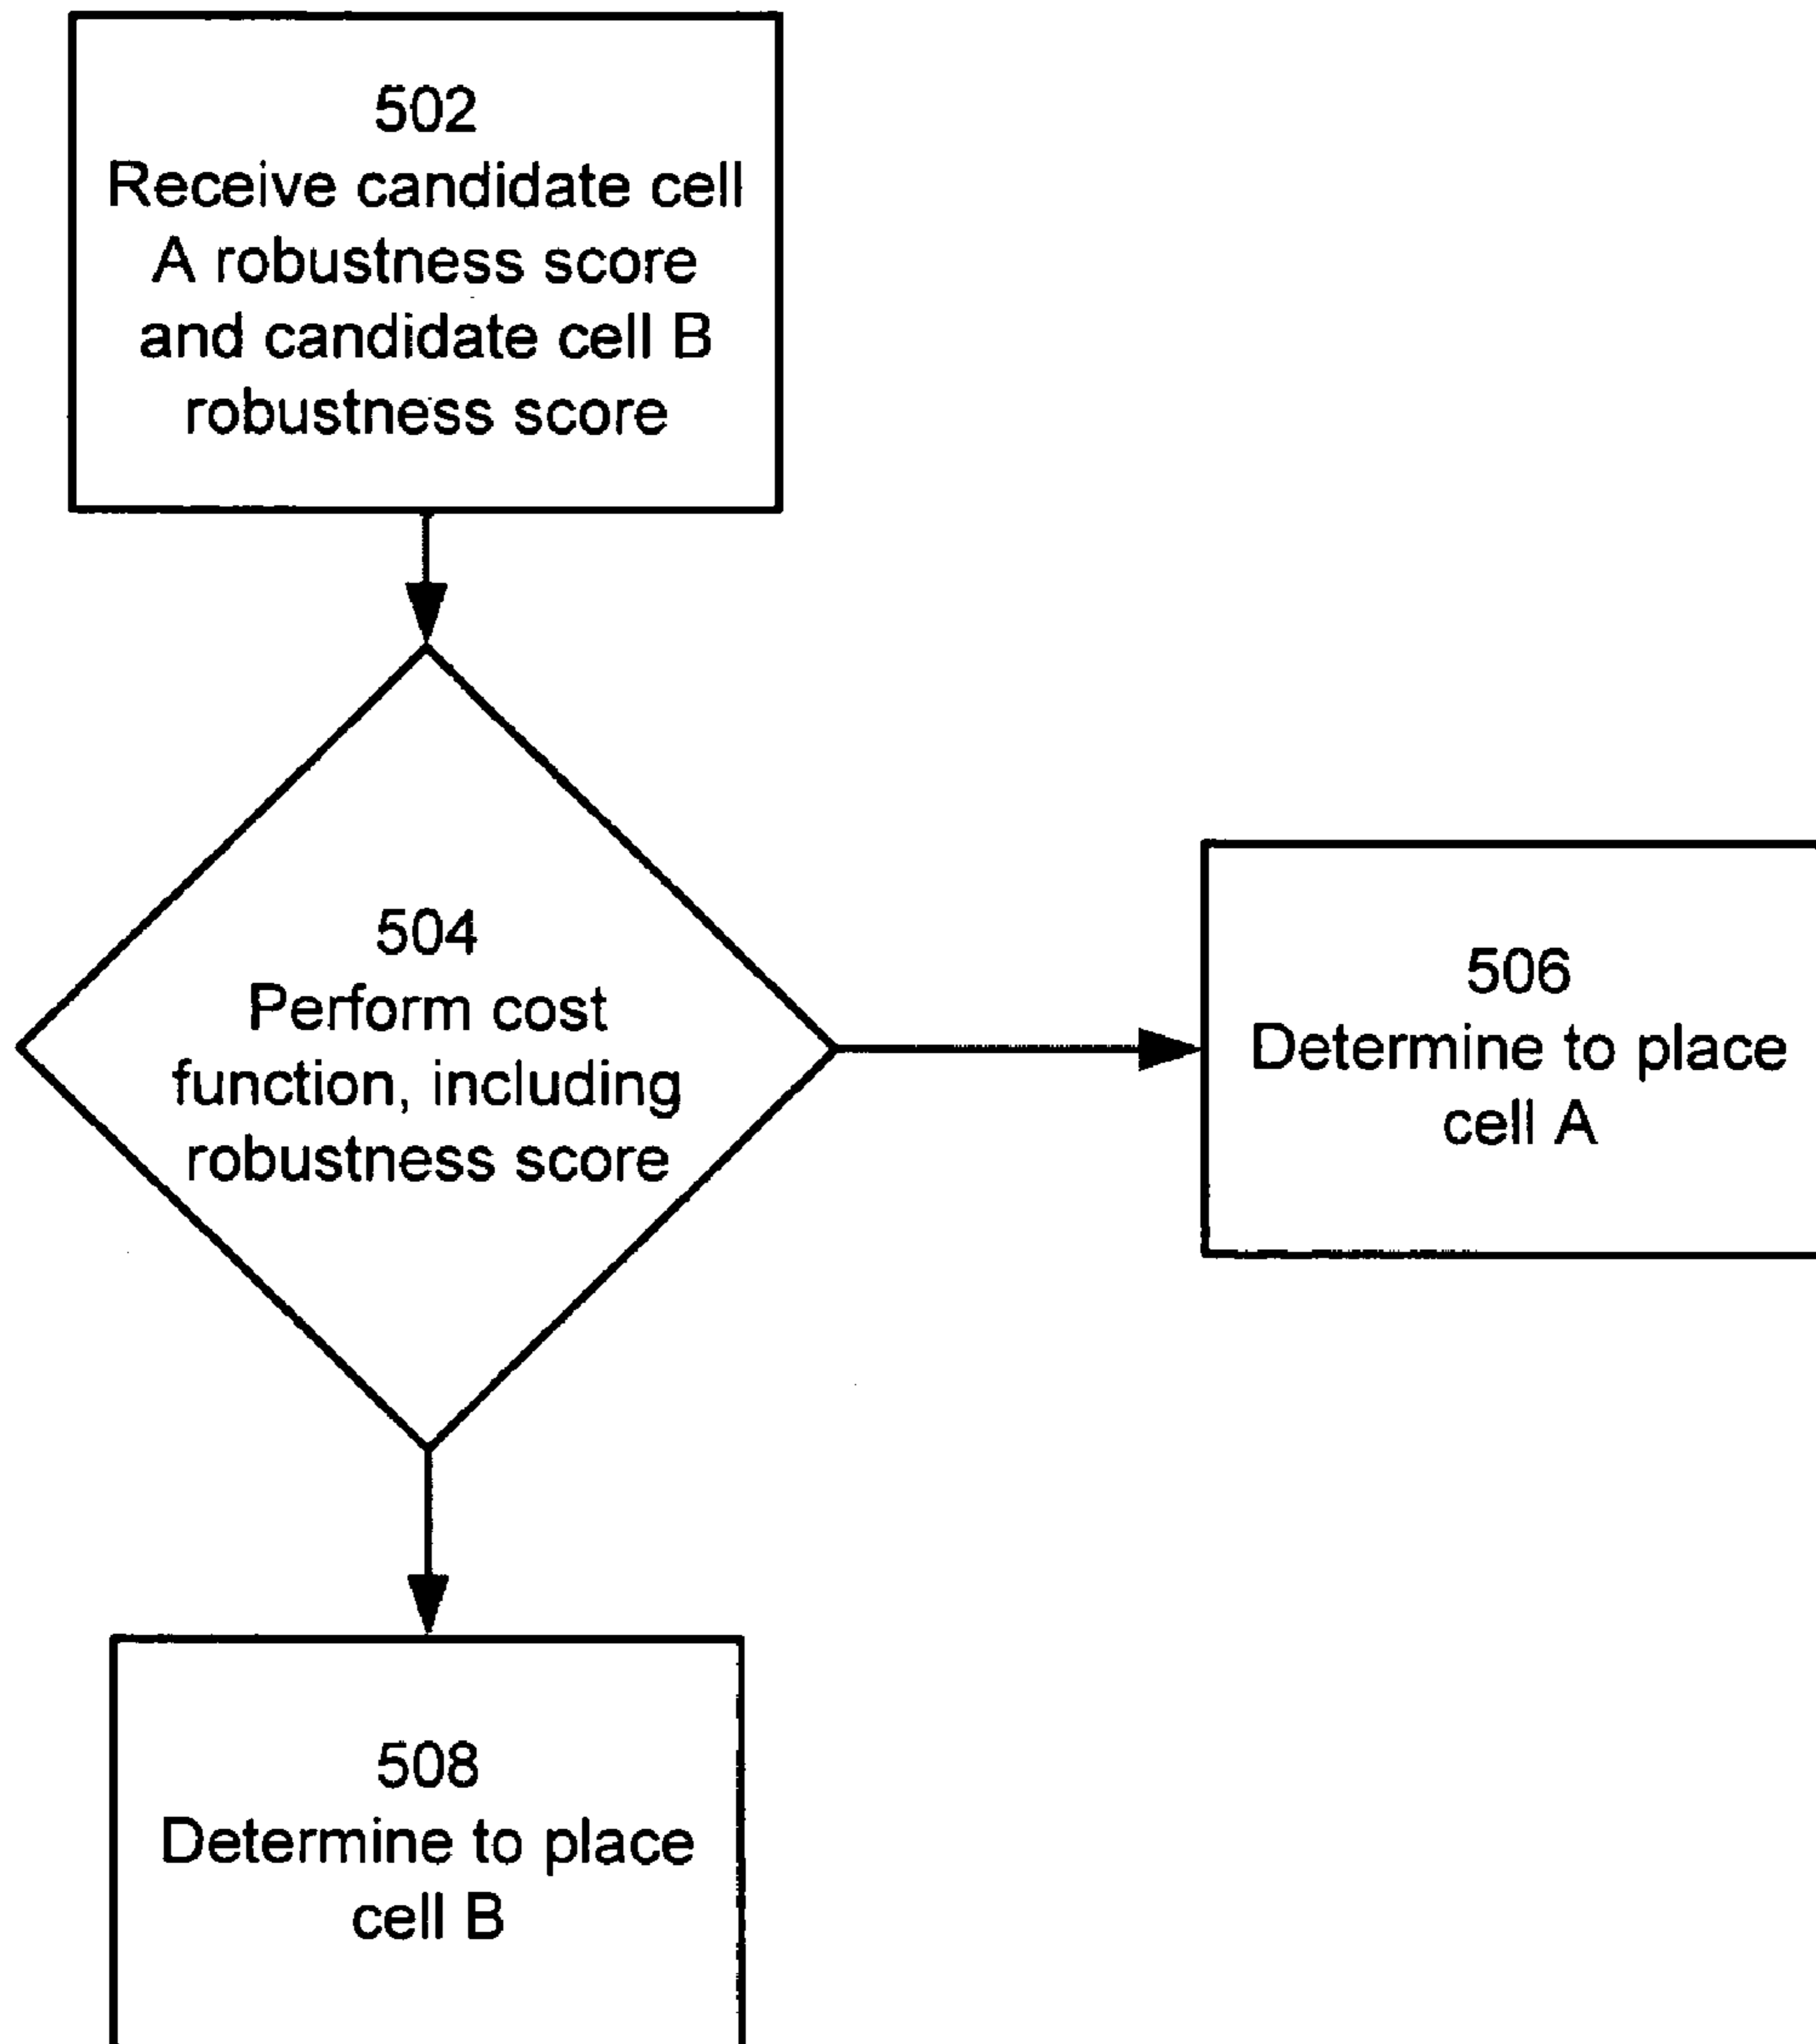 502
Receive candidate cell
A robustness score
and candidate cell B
robustness score
504
Perform cost
function, including
robustness score
506
Determine to place
cell A
508
Determine to place
cell B